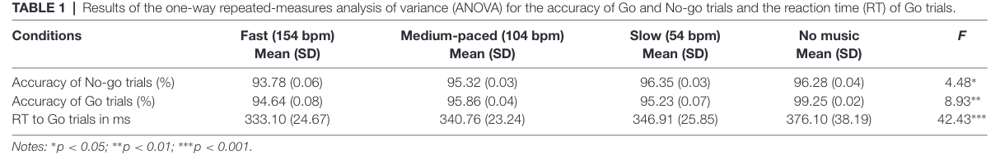 TABLE 1 | Results of the one-way repeated-measures analysis of variance (ANOVA) for the accuracy of Go and No-go trials and the reaction time (RT) of Go trials.
Conditions Fast (154 bpm) Medium-paced (104 bpm) Slow (54 bpm) No music F
Mean (SD) Mean (SD) Mean (SD) Mean (SD)
Accuracy of No-go trials (%) 93.78 (0.06) 95.32 (0.03) 96.35 (0.03) 96.28 (0.04) 4.48*
Accuracy of Go trials (%) 94.64 (0.08) 95.86 (0.04) 95.23 (0.07) 99.25 (0.02) 8.93**
RT to Go trials in ms 333.10 (24.67) 340.76 (23.24) 346.91 (25.85) 376.10 (38.19) 42.43***
Notes: *p < 0.05; **p < 0.01; ***p < 0.001.